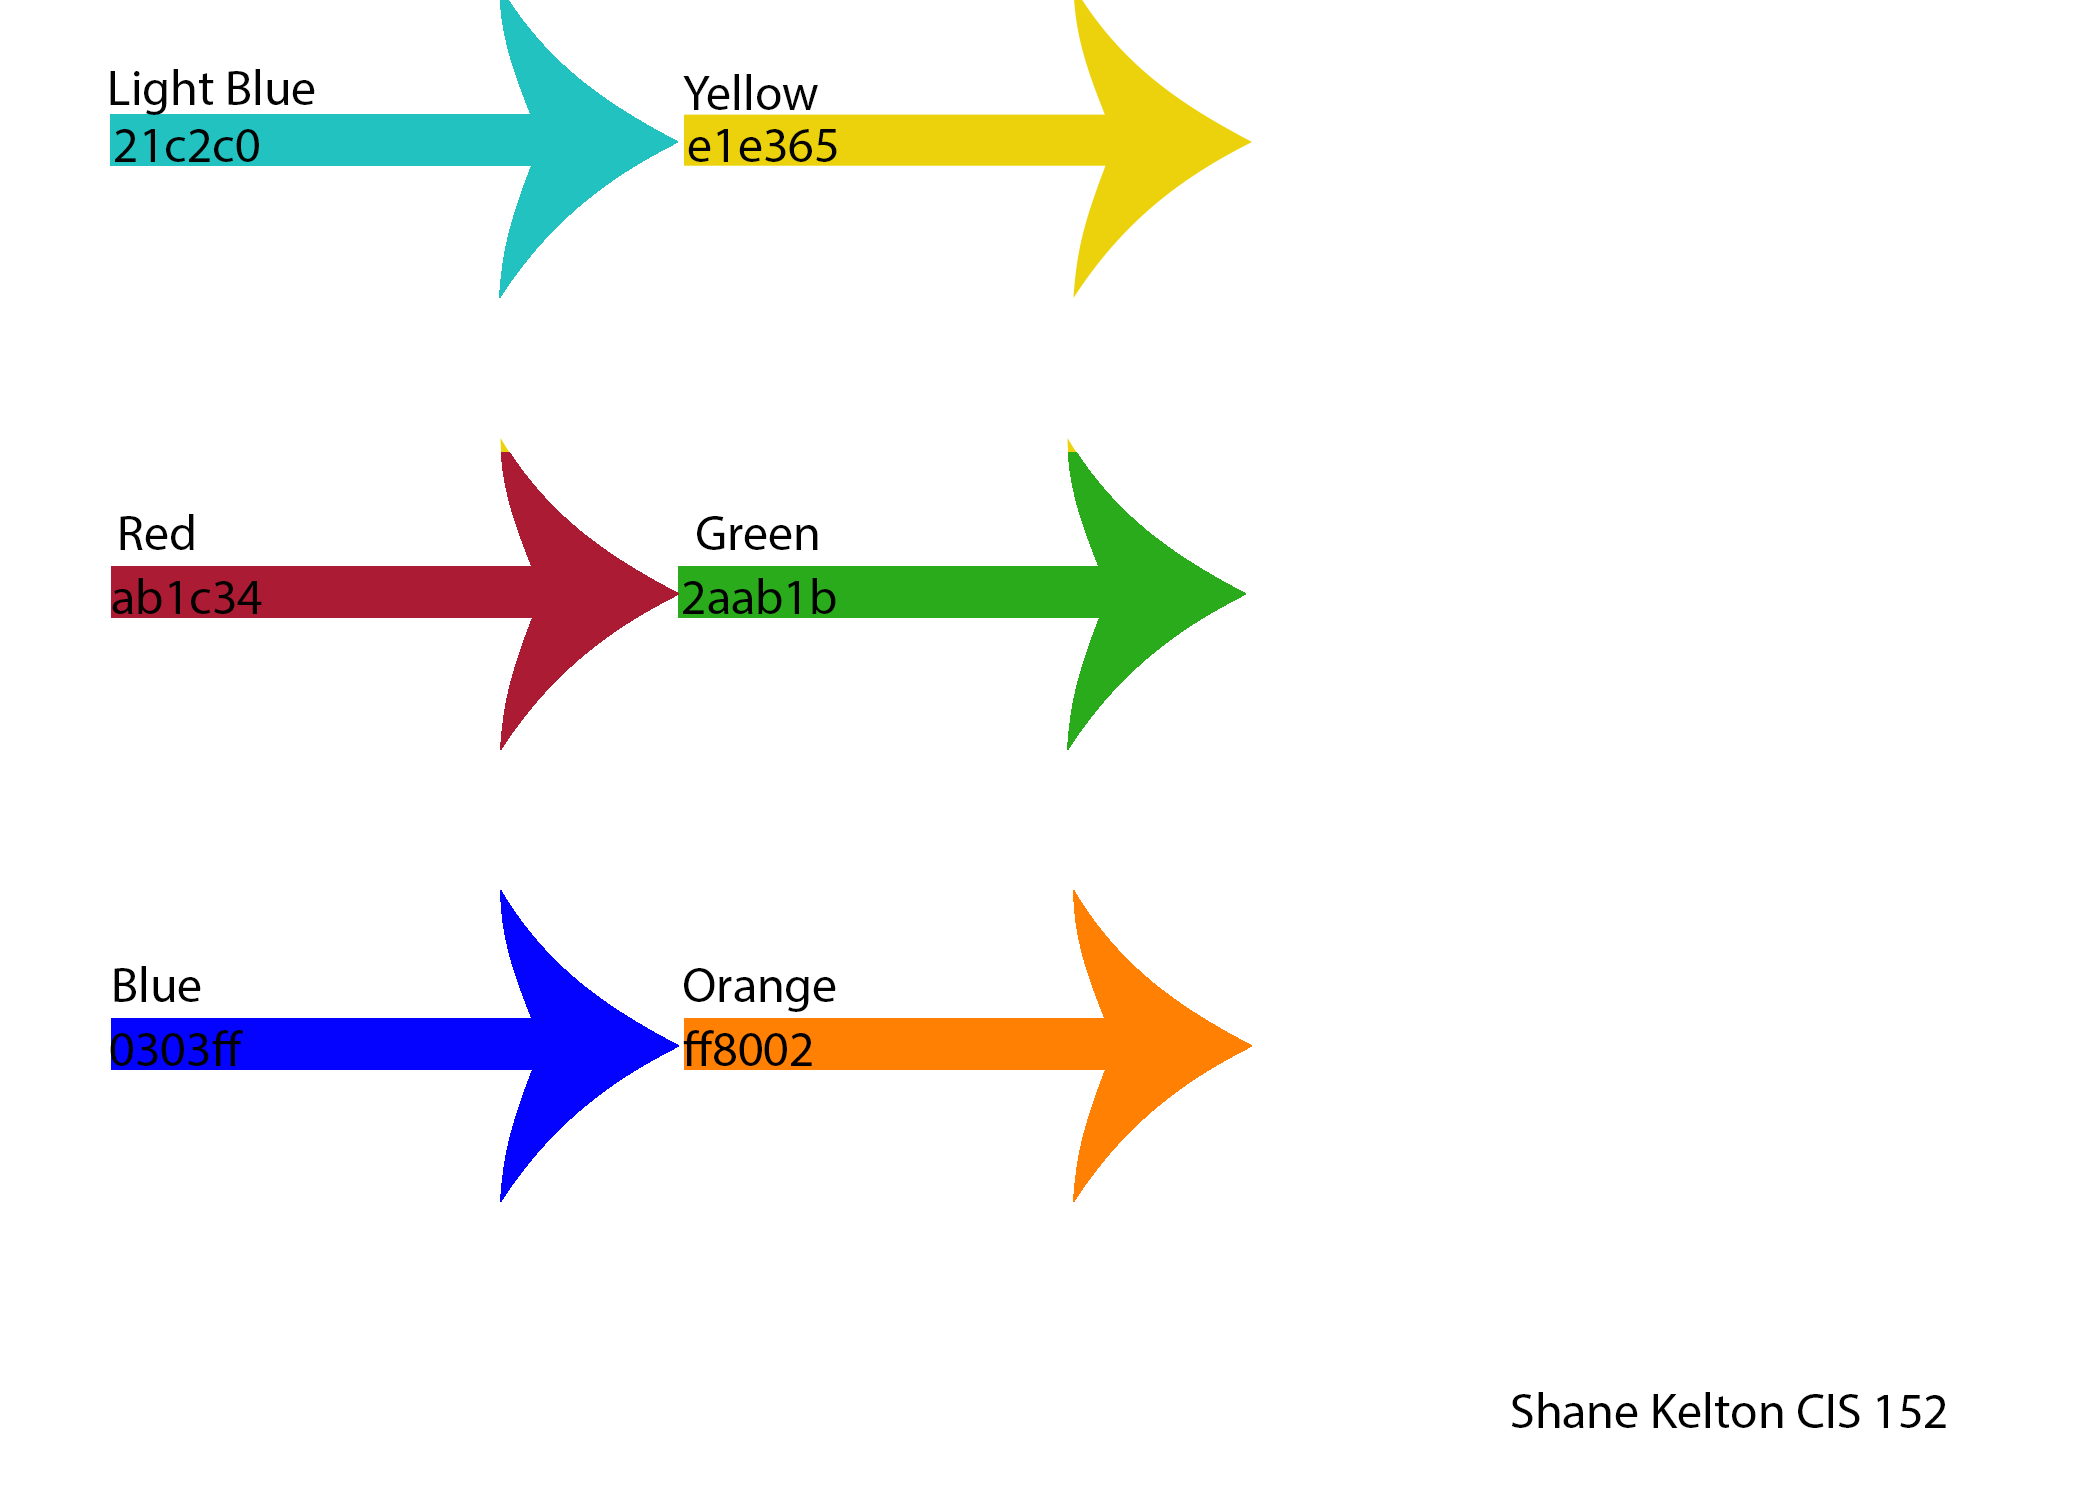 Light Blue
21c2c0
Yellow
e1e365
Red
ab1c34
Green
2aab1b
Blue
0303ff
Orange
ff8002
Shane Kelton CIS 152